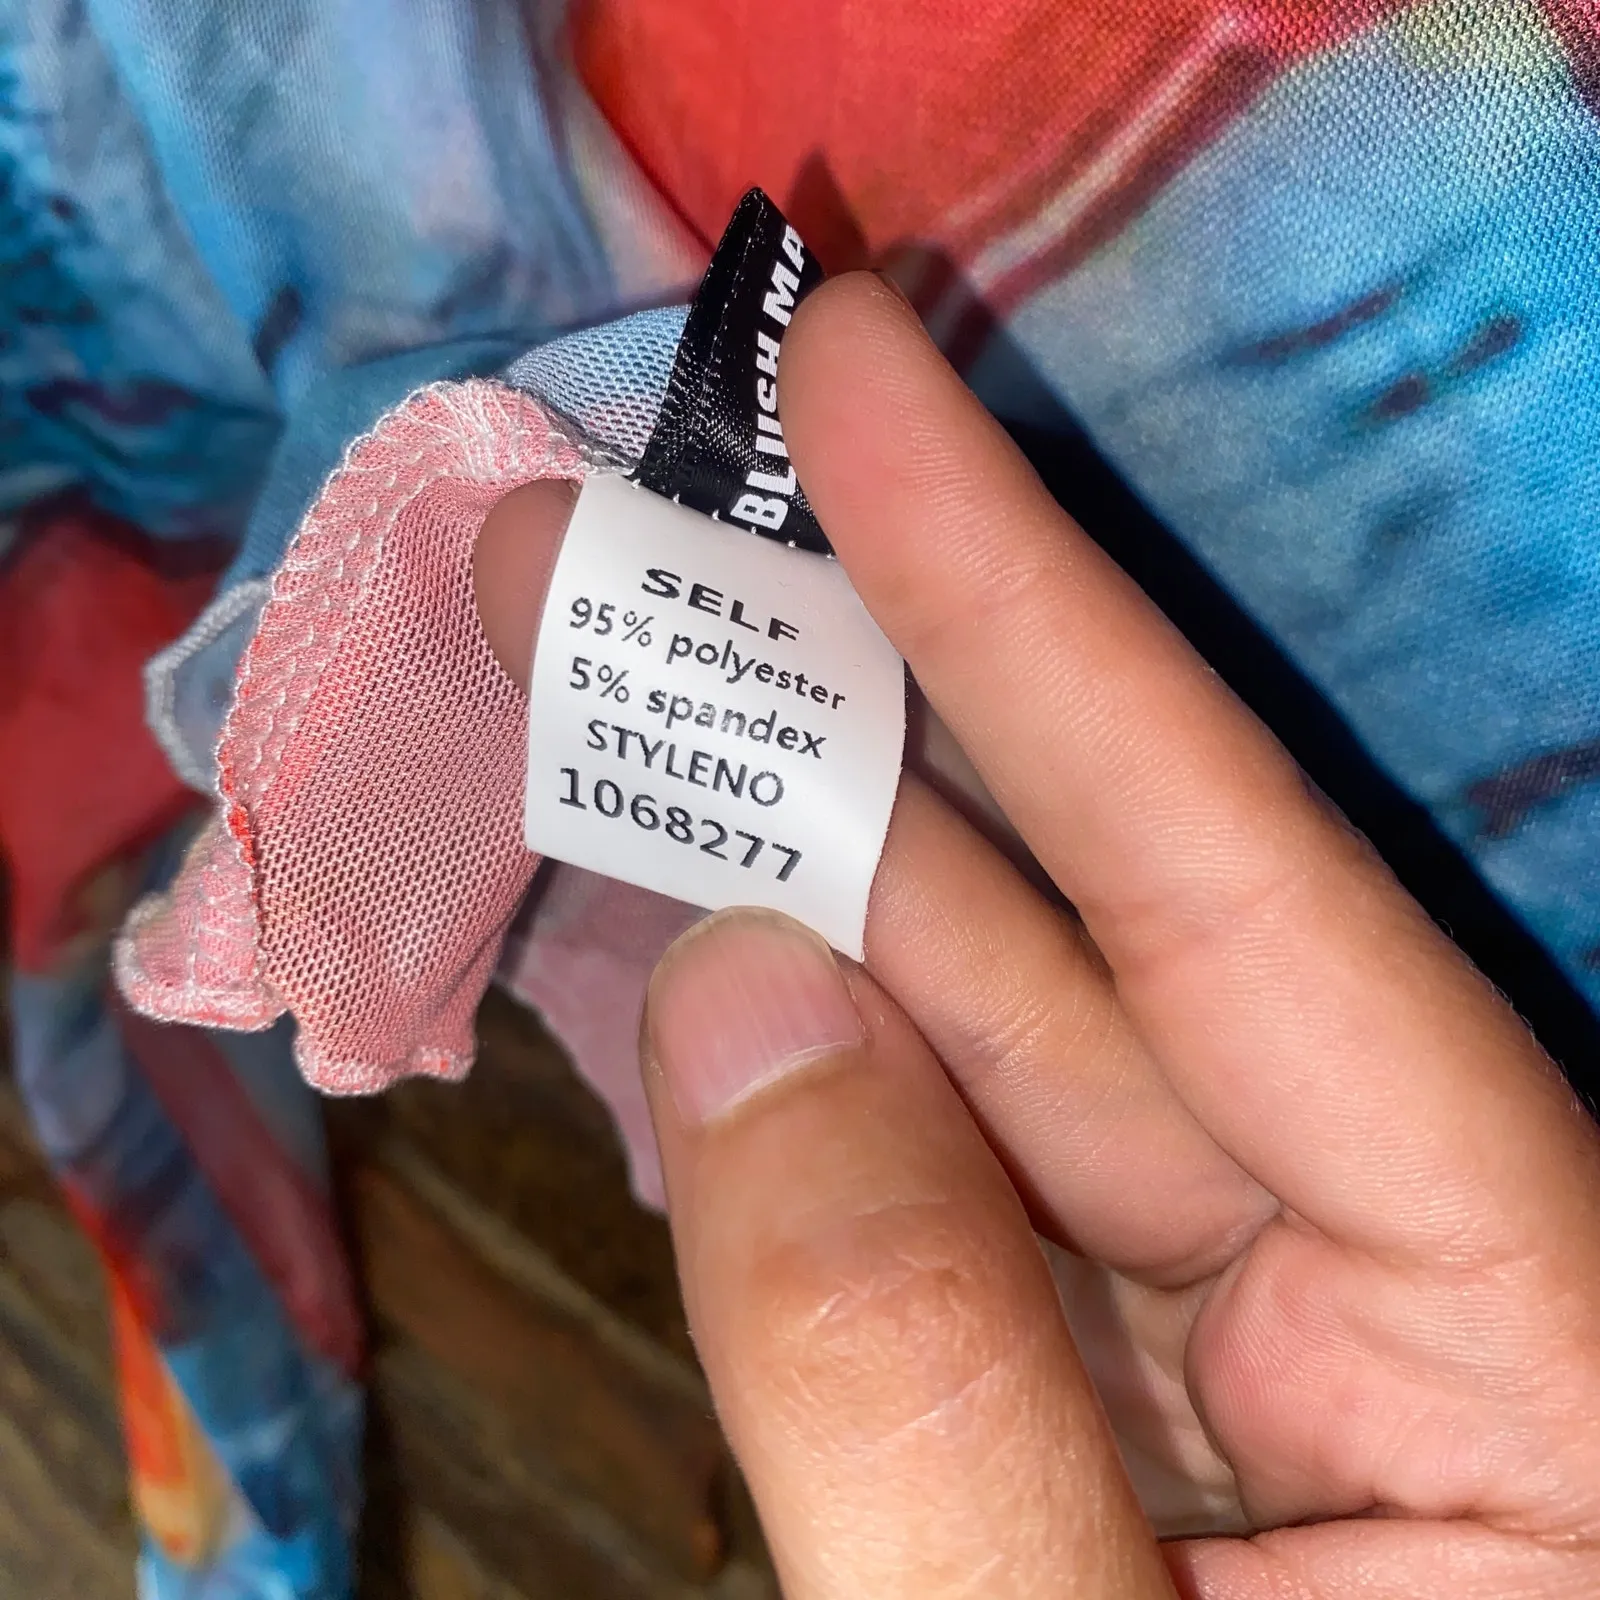 BLUSH
SELF
95% polyester
5% spandex
STYLENO
1068277